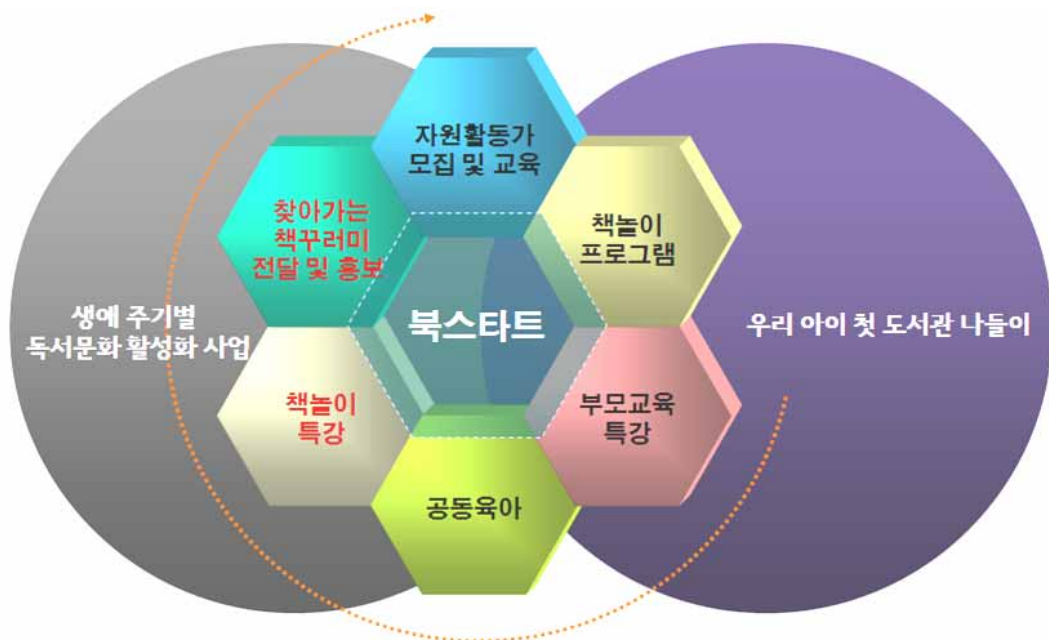 자원활동가
모집 및 교육
찾아가는
책꾸러미
전달 및 홍보
책놀이
프로그램
생애 주기별
독서문화 활성화 사업
북스타트
우리 아이 첫 도서관 나들이
책놀이
특강
부모교육
특강
공동육아